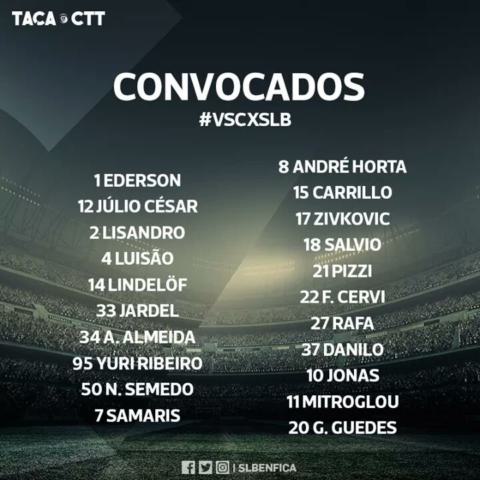 TACA CTT
CONVOCADOS
#VSCXSLB
1 EDERSON
12 JÚLIO CÉSAR
2 LISANDRO
4 LUISÃO
14 LINDELÖF
33 JARDEL
34 A. ALMEIDA
95 YURI RIBEIRO
50 N. SEMEDO
7 SAMARIS
8 ANDRÉ HORTA
15 CARRILLO
17 ZIVKOVIC
18 SALVIO
21 PIZZI
22 F. CERVI
27 RAFA
37 DANILO
10 JONAS
11 MITROGLOU
20 G. GUEDES
| SLBENFICA